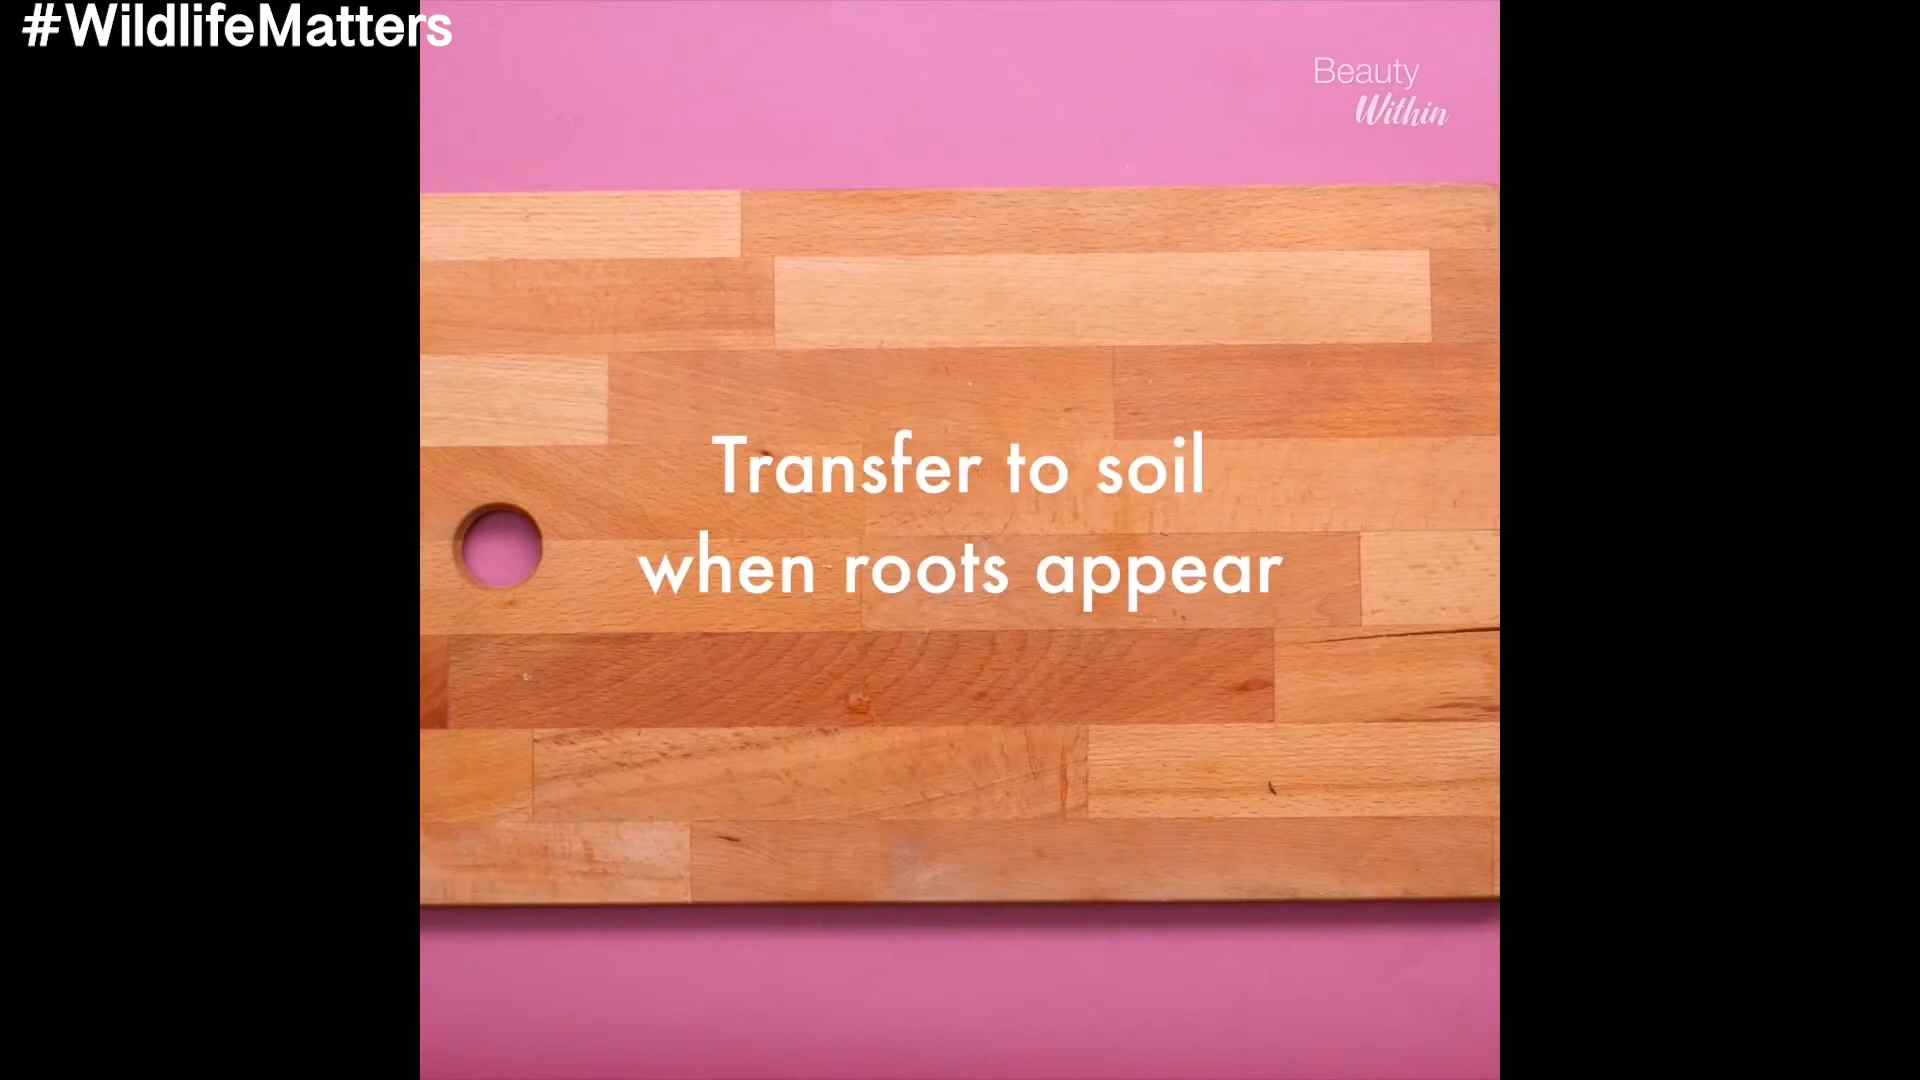 #WildlifeMatters
Beauty
Within
Transfer to soil
when roots appear